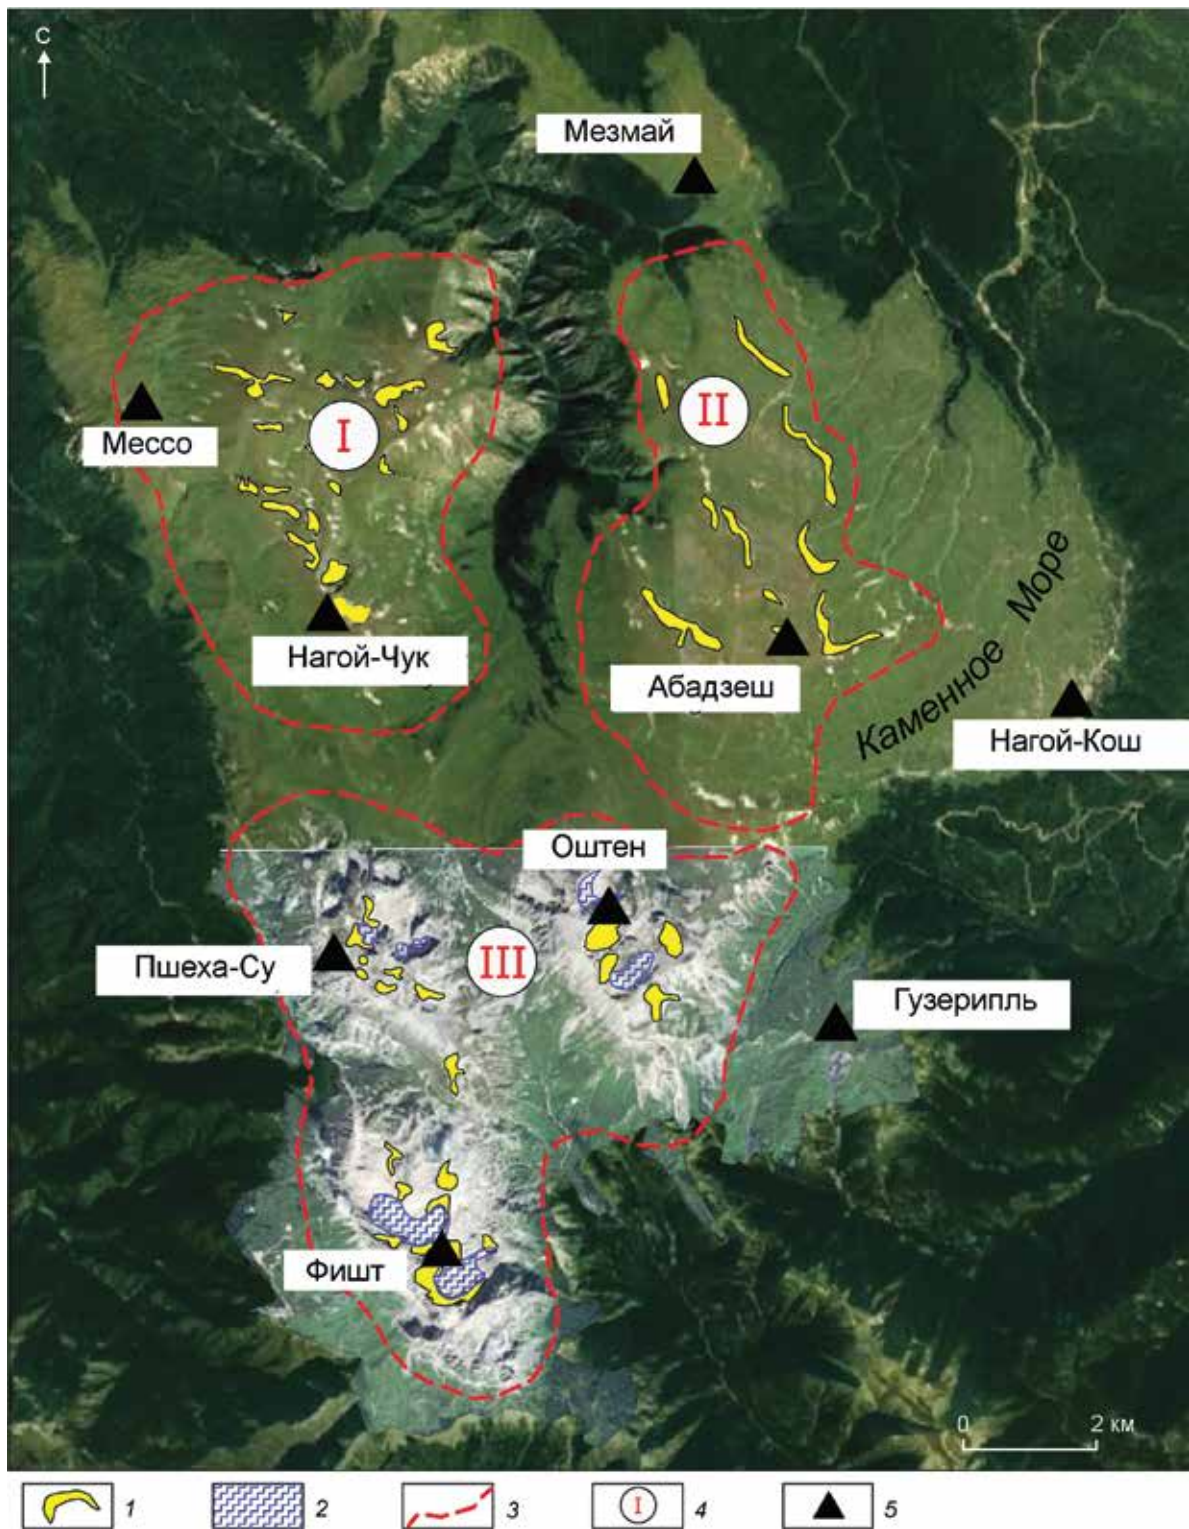 С
Мезмай
II
I
Мессо
Нагой-Чук
Абадзеш
Каменное Море
Нагой-Кош
Оштен
Пшеха-Су
III
Гузерипль
Фишт
0 2 км
1 2 3 I 4 5